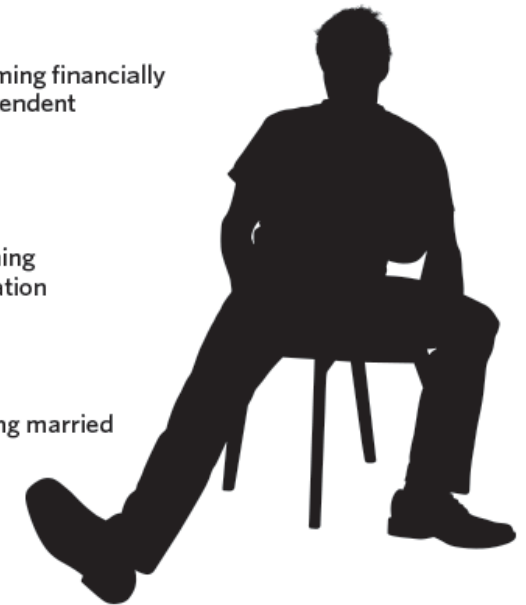 ming financially
endent
ing
ation
ng married